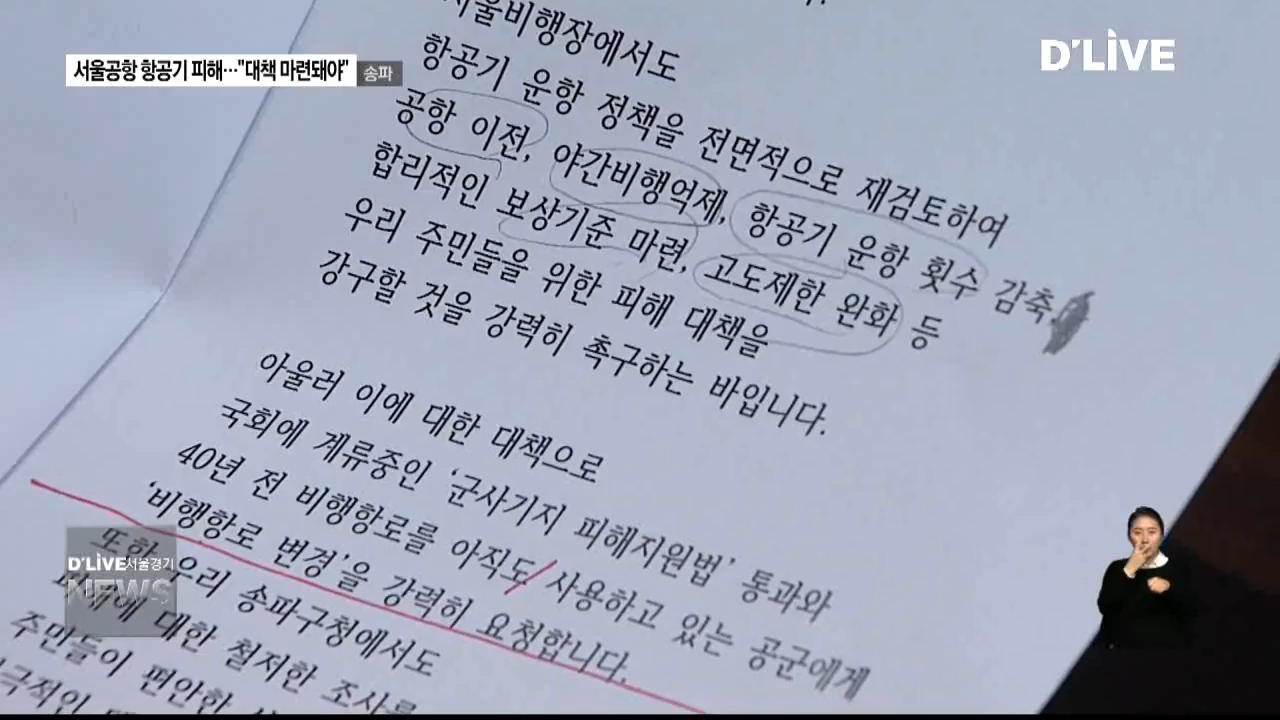 D'LIVE
서울공항 항공기 피해…"대책 마련돼야"
송파
서울비행장에서도
항공기 운항 정책을 전면적으로 재검토하여
공항 이전, 야간비행억제, 항공기 운항 횟수 감축,
합리적인 보상기준 마련, 고도제한 완화 등
우리 주민들을 위한 피해 대책을
강구할 것을 강력히 촉구하는 바입니다.
아울러 이에 대한 대책으로
국회에 계류중인 '군사기지 피해지원법' 통과와
40년 전 비행항로를 아직도 사용하고 있는 공군에게
'비행항로 변경'을 강력히 요청합니다.
또한 우리 송파구청에서도
대한 철저한 조사를
주민들이 편안한
D'LIVE서울경기
NEWS